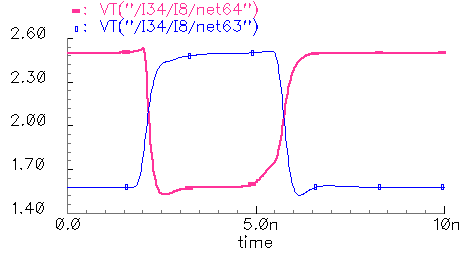 : VT("/I34/I8/net64")
: VT("/I34/I8/net63")
2.60
2.30
2.00
1.70
1.40
0.0 5.0n 10n
time